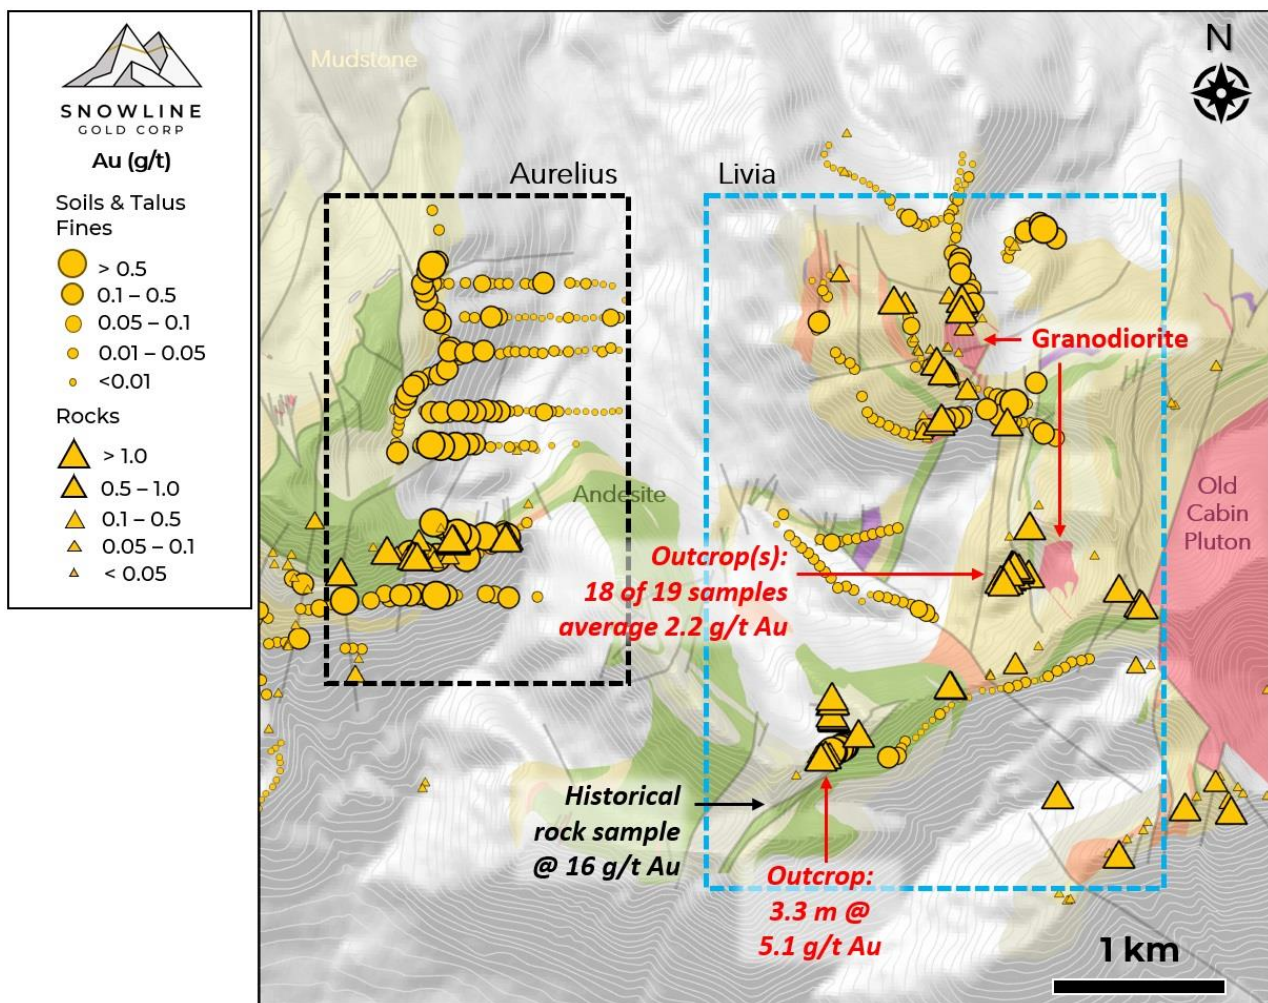 SNOWLINE
GOLD CORP
Au (g/t)
Soils & Talus
Fines
> 0.5
0.1 – 0.5
0.05 – 0.1
0.01 – 0.05
<0.01
Rocks
> 1.0
0.5 – 1.0
0.1 – 0.5
0.05 – 0.1
< 0.05
Mudstone
N
Aurelius
Livia
Granodiorite
Andesite
Old
Cabin
Pluton
Outcrop(s):
18 of 19 samples
average 2.2 g/t Au
Historical
rock sample
@ 16 g/t Au
Outcrop:
3.3 m @
5.1 g/t Au
1 km